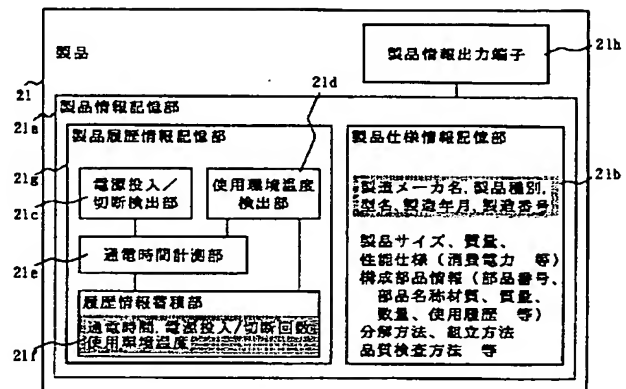 製品
製品情報出力端子
21h
21
21a
製品情報記憶部
21d
製品履歴情報記憶部
21g
電源投入/
切断検出部
21c
使用環境温度
検出部
通電時間計測部
21e
履歴情報蓄積部
通電時間、電源投入/切断回数
使用環境温度
21f
製品仕様情報記憶部
製造メーカ名、製品種別、
型名、製造年月、製造番号
21b
製品サイズ、質量、
性能仕様(消費電力 等)
構成部品情報(部品番号、
部品名称材質、質量、
数量、使用履歴 等)
分解方法、組立方法
品質検査方法 等